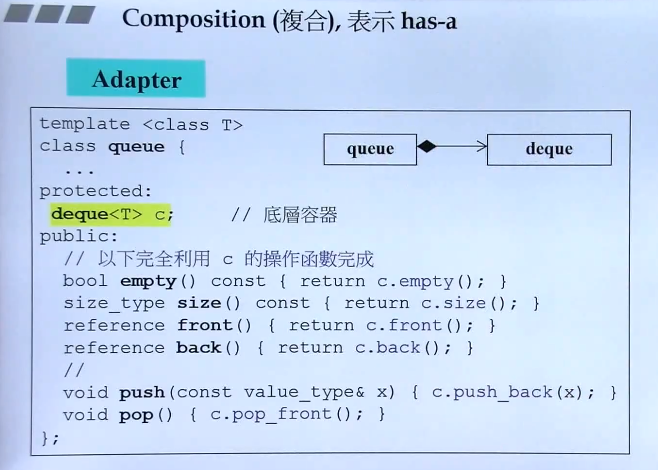 Composition (複合), 表示 has-a
Adapter
template <class T>
class queue {
...
protected:
deque<T> c; // 底層容器
public:
// 以下完全利用 c 的操作函數完成
bool empty() const { return c.empty(); }
size_type size() const { return c.size(); }
reference front() { return c.front(); }
reference back() { return c.back(); }
//
void push(const value_type& x) { c.push_back(x); }
void pop() { c.pop_front(); }
};
queue
deque